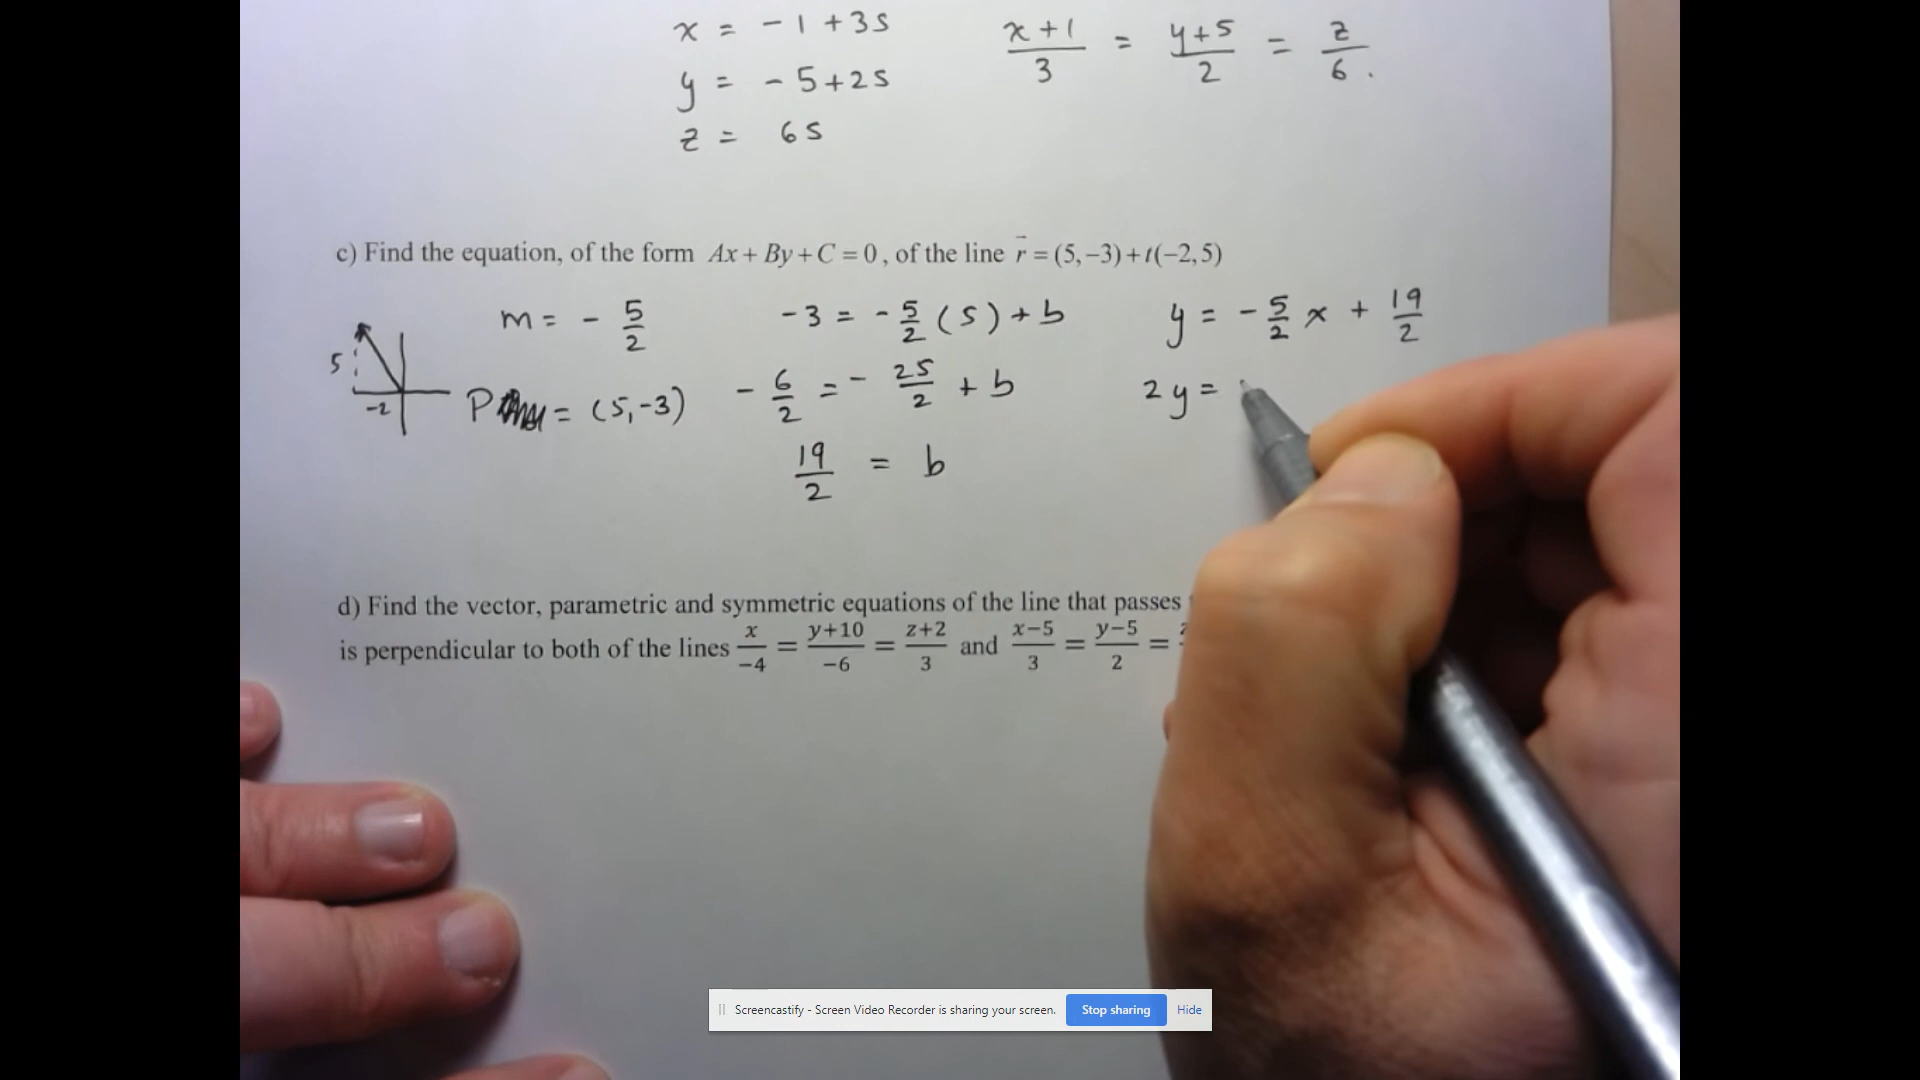 x = -1 + 3s
y = -5 + 2s
z = 6s
x+1/3 = y+5/2 = z/6.
c) Find the equation, of the form Ax + By + C = 0, of the line r⃗ = (5,−3) + t(−2,5)
5
-2
m = - 5/2
P = (5,-3)
-3 = - 5/2 (5) + b
- 6/2 = - 25/2 + b
19/2 = b
y = - 5/2 x + 19/2
2y =
d) Find the vector, parametric and symmetric equations of the line that passes
is perpendicular to both of the lines x/−4 = y+10/−6 = z+2/3 and x−5/3 = y−5/2 =
Screencastify - Screen Video Recorder is sharing your screen.
Stop sharing
Hide